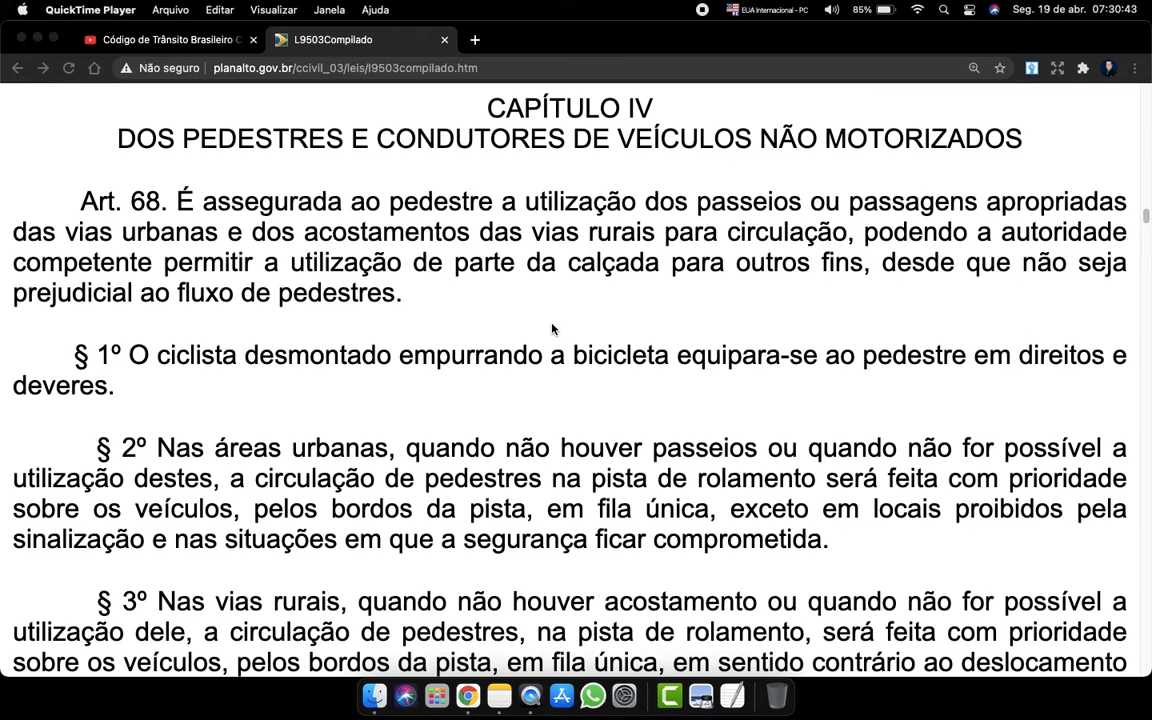 QuickTime Player Arquivo Editar Visualizar Janela Ajuda EUA Internacional - PC 85% Seg. 19 de abr. 07:30:43
Código de Trânsito Brasileiro C L9503Compilado
Não seguro planalto.gov.br/ccivil_03/leis/l9503compilado.htm
CAPÍTULO IV
DOS PEDESTRES E CONDUTORES DE VEÍCULOS NÃO MOTORIZADOS
Art. 68. É assegurada ao pedestre a utilização dos passeios ou passagens apropriadas
das vias urbanas e dos acostamentos das vias rurais para circulação, podendo a autoridade
competente permitir a utilização de parte da calçada para outros fins, desde que não seja
prejudicial ao fluxo de pedestres.
§ 1º O ciclista desmontado empurrando a bicicleta equipara-se ao pedestre em direitos e
deveres.
§ 2º Nas áreas urbanas, quando não houver passeios ou quando não for possível a
utilização destes, a circulação de pedestres na pista de rolamento será feita com prioridade
sobre os veículos, pelos bordos da pista, em fila única, exceto em locais proibidos pela
sinalização e nas situações em que a segurança ficar comprometida.
§ 3º Nas vias rurais, quando não houver acostamento ou quando não for possível a
utilização dele, a circulação de pedestres, na pista de rolamento, será feita com prioridade
sobre os veículos, pelos bordos da pista, em fila única, em sentido contrário ao deslocamento